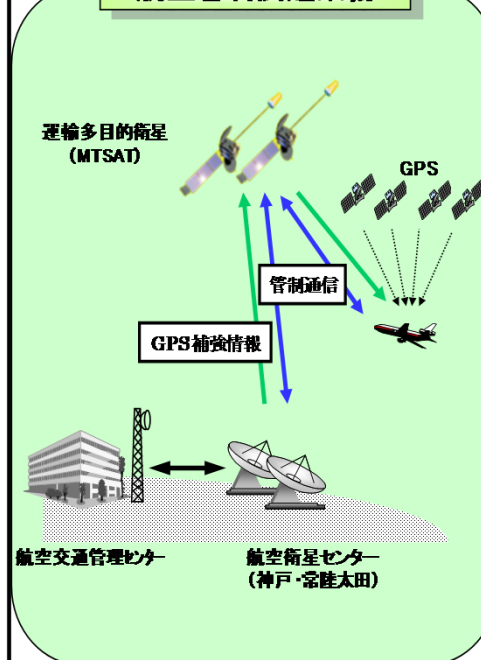 運輸多目的衛星
(MTSAT)
GPS
管制通信
GPS補強情報
航空交通管理センター
航空衛星センター
(神戸・常陸太田)